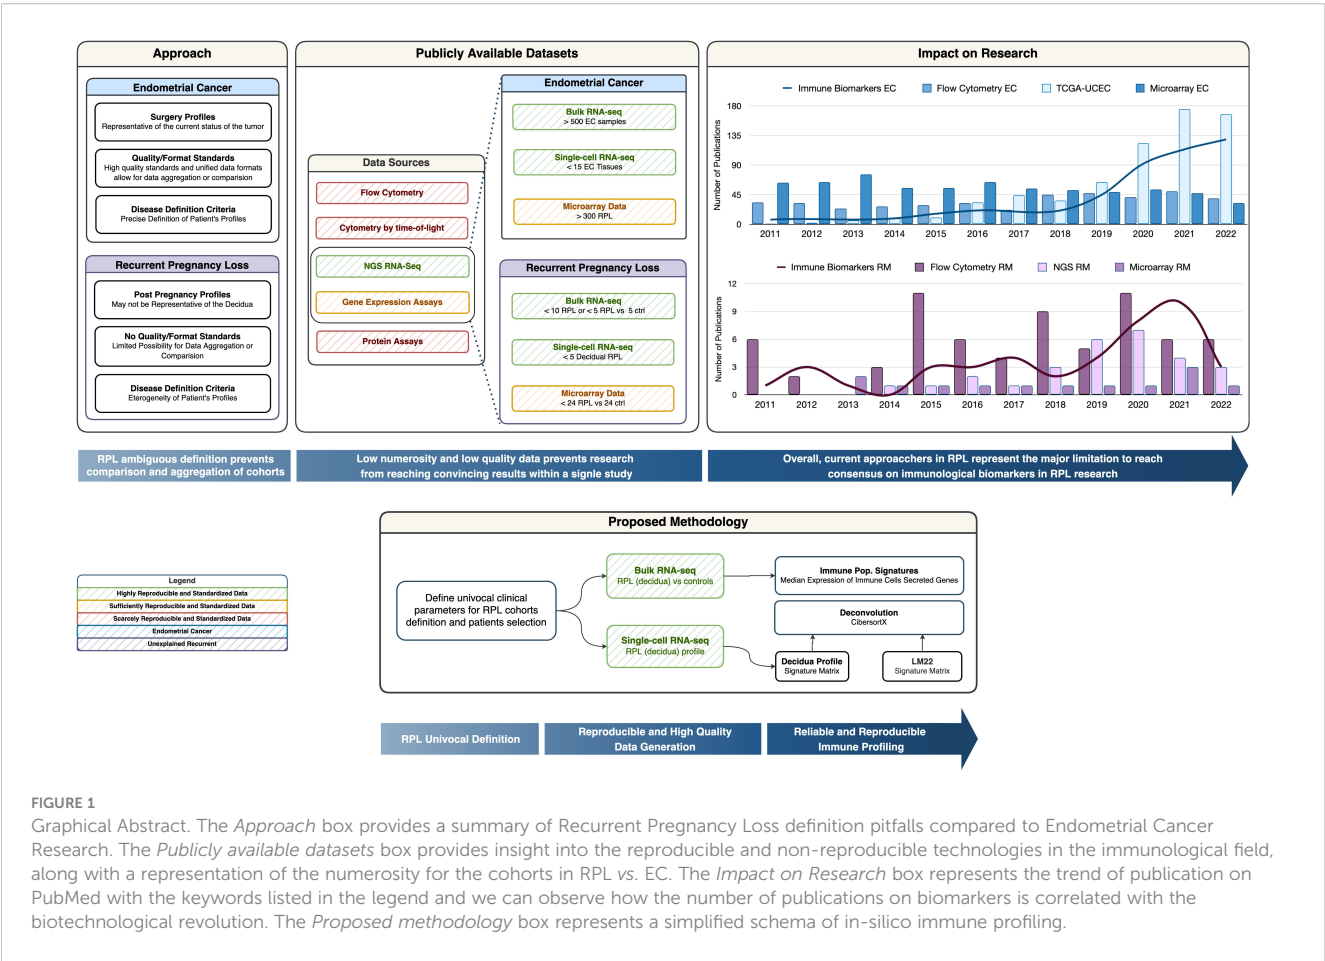 Approach
Endometrial Cancer
Surgery Profiles
Representative of the current status of the tumor
Quality/Format Standards
High quality standards and unified data formats
allow for data aggregation or comparision
Disease Definition Criteria
Precise Definition of Patient's Profiles
Recurrent Pregnancy Loss
Post Pregnancy Profiles
May not be Representative of the Decidua
No Quality/Format Standards
Limited Possibility for Data Aggregation or
Comparision
Disease Definition Criteria
Eterogeneity of Patient's Profiles
Publicly Available Datasets
Data Sources
Flow Cytometry
Cytometry by time-of-light
NGS RNA-Seq
Gene Expression Assays
Protein Assays
Endometrial Cancer
Bulk RNA-seq
> 500 EC samples
Single-cell RNA-seq
< 15 EC Tissues
Microarray Data
> 300 RPL
Recurrent Pregnancy Loss
Bulk RNA-seq
< 10 RPL or < 5 RPL vs 5 ctrl
Single-cell RNA-seq
< 5 Decidual RPL
Microarray Data
< 24 RPL vs 24 ctrl
Impact on Research
Immune Biomarkers EC Flow Cytometry EC TCGA-UCEC Microarray EC
Number of Publications
180
135
90
45
0
2011 2012 2013 2014 2015 2016 2017 2018 2019 2020 2021 2022
Immune Biomarkers RM Flow Cytometry RM NGS RM Microarray RM
Number of Publications
12
9
6
3
0
2011 2012 2013 2014 2015 2016 2017 2018 2019 2020 2021 2022
RPL ambiguous definition prevents
comparison and aggregation of cohorts
Low numerosity and low quality data prevents research
from reaching convincing results within a signle study
Overall, current approacchers in RPL represent the major limitation to reach
consensus on immunological biomarkers in RPL research
Legend
Highly Reproducible and Standardized Data
Sufficiently Reproducible and Standardized Data
Scarcely Reproducible and Standardized Data
Endometrial Cancer
Unexplained Recurrent
Proposed Methodology
Define univocal clinical
parameters for RPL cohorts
definition and patients selection
Bulk RNA-seq
RPL (decidua) vs controls
Single-cell RNA-seq
RPL (decidua) profile
Immune Pop. Signatures
Median Expression of Immune Cells Secreted Genes
Deconvolution
CibersortX
Decidua Profile
Signature Matrix
LM22
Signature Matrix
RPL Univocal Definition
Reproducible and High Quality
Data Generation
Reliable and Reproducible
Immune Profiling
FIGURE 1
Graphical Abstract. The Approach box provides a summary of Recurrent Pregnancy Loss definition pitfalls compared to Endometrial Cancer
Research. The Publicly available datasets box provides insight into the reproducible and non-reproducible technologies in the immunological field,
along with a representation of the numerosity for the cohorts in RPL vs. EC. The Impact on Research box represents the trend of publication on
PubMed with the keywords listed in the legend and we can observe how the number of publications on biomarkers is correlated with the
biotechnological revolution. The Proposed methodology box represents a simplified schema of in-silico immune profiling.